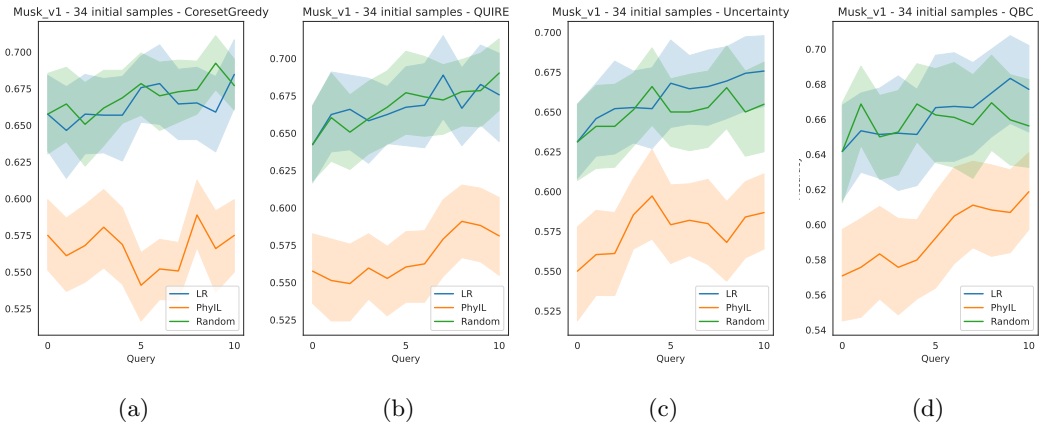 Musk_v1 - 34 initial samples - CoresetGreedy
0.700
0.675
0.650
0.625
0.600
0.575
0.550
0.525
0
5
10
Query
LR
PhyIL
Random
(a)
Musk_v1 - 34 initial samples - QUIRE
0.700
0.675
0.650
0.625
0.600
0.575
0.550
0.525
0
5
10
Query
LR
PhyIL
Random
(b)
Musk_v1 - 34 initial samples - Uncertainty
0.700
0.675
0.650
0.625
0.600
0.575
0.550
0.525
0
5
10
Query
LR
PhyIL
Random
(c)
Musk_v1 - 34 initial samples - QBC
0.70
0.68
0.66
0.64
0.62
0.60
0.58
0.56
0.54
0
5
10
Query
LR
PhyIL
Random
(d)